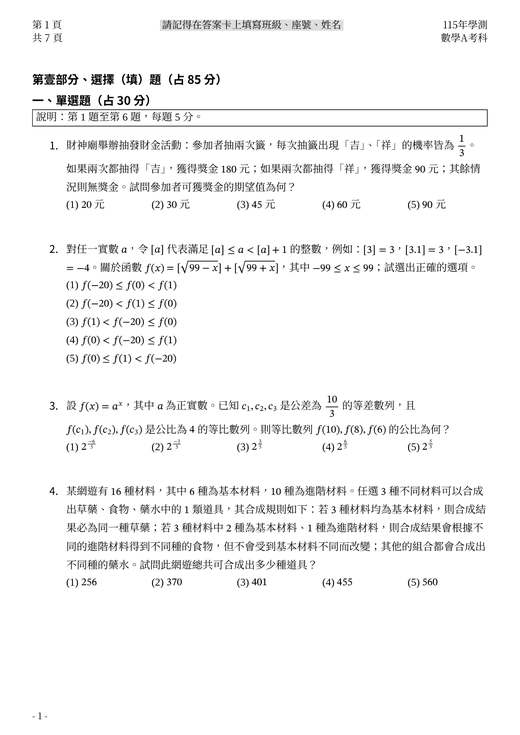 第 1 頁
共 7 頁
請記得在答案卡上填寫班級、座號、姓名
115年學測
數學A考科
第壹部分、選擇(填)題(占 85 分)
一、單選題(占 30 分)
說明:第 1 題至第 6 題,每題 5 分。
1. 財神廟舉辦抽發財金活動:參加者抽兩次籤,每次抽籤出現「吉」、「祥」的機率皆為 1/3。
如果兩次都抽得「吉」,獲得獎金 180 元;如果兩次都抽得「祥」,獲得獎金 90 元;其餘情
況則無獎金。試問參加者可獲獎金的期望值為何?
(1) 20 元 (2) 30 元 (3) 45 元 (4) 60 元 (5) 90 元
2. 對任一實數 a,令 [a] 代表滿足 [a] ≤ a < [a] + 1 的整數,例如:[3] = 3,[3.1] = 3,[−3.1]
= −4。關於函數 f(x) = [√(99 − x)] + [√(99 + x)],其中 −99 ≤ x ≤ 99;試選出正確的選項。
(1) f(−20) ≤ f(0) < f(1)
(2) f(−20) < f(1) ≤ f(0)
(3) f(1) < f(−20) ≤ f(0)
(4) f(0) < f(−20) ≤ f(1)
(5) f(0) ≤ f(1) < f(−20)
3. 設 f(x) = aˣ,其中 a 為正實數。已知 c₁, c₂, c₃ 是公差為 10/3 的等差數列,且
f(c₁), f(c₂), f(c₃) 是公比為 4 的等比數列。則等比數列 f(10), f(8), f(6) 的公比為何?
4. 某網遊有 16 種材料,其中 6 種為基本材料,10 種為進階材料。任選 3 種不同材料可以合成
出草藥、食物、藥水中的 1 類道具,其合成規則如下:若 3 種材料均為基本材料,則合成結
果必為同一種草藥;若 3 種材料中 2 種為基本材料、1 種為進階材料,則合成結果會根據不
同的進階材料得到不同種的食物,但不會受到基本材料不同而改變;其他的組合都會合成出
不同種的藥水。試問此網遊總共可合成出多少種道具?
(1) 256 (2) 370 (3) 401 (4) 455 (5) 560
- 1 -